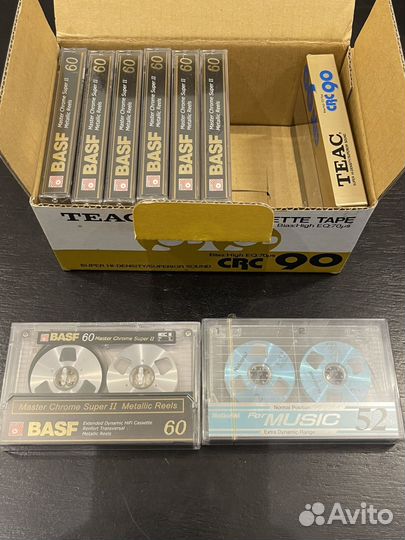 BASF Master Chrome Super II Metallic Reels 60
BASF Master Chrome Super II Metallic Reels 60
BASF Master Chrome Super II Metallic Reels 60
BASF Master Chrome Super II Metallic Reels 60
BASF Master Chrome Super II Metallic Reels 60
BASF Master Chrome Super II Metallic Reels 60
TEAC CRC 90
TEAC
ETTE TAPE
Bias:High EQ:70μs
SUPER HI-DENSITY/SUPERIOR SOUND CRC 90
BASF 60 Master Chrome Super II
Master Chrome Super II Metallic Reels
BASF
Extended Dynamic HiFi Cassette
Renfort Transversal
Metallic Reels
60
Normal Position
For MUSIC 52
Extra Dynamic Range
Avito